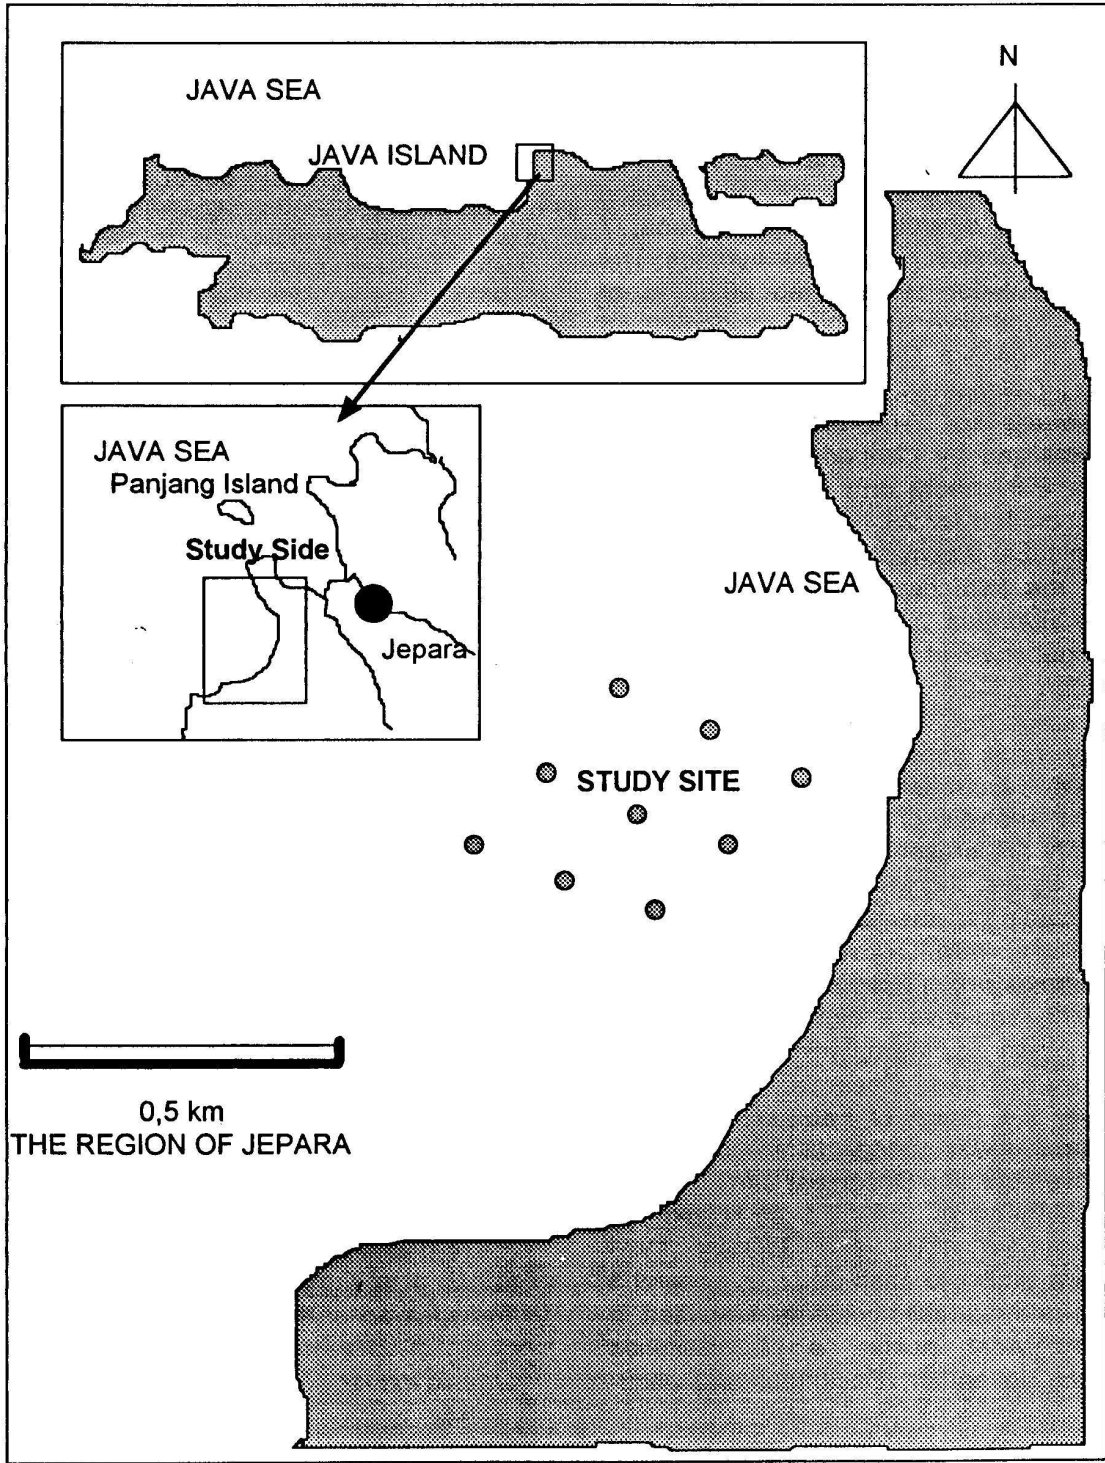 JAVA SEA
N
JAVA ISLAND
JAVA SEA
Panjang Island
Study Side
Jepara
JAVA SEA
STUDY SITE
0,5 km
THE REGION OF JEPARA